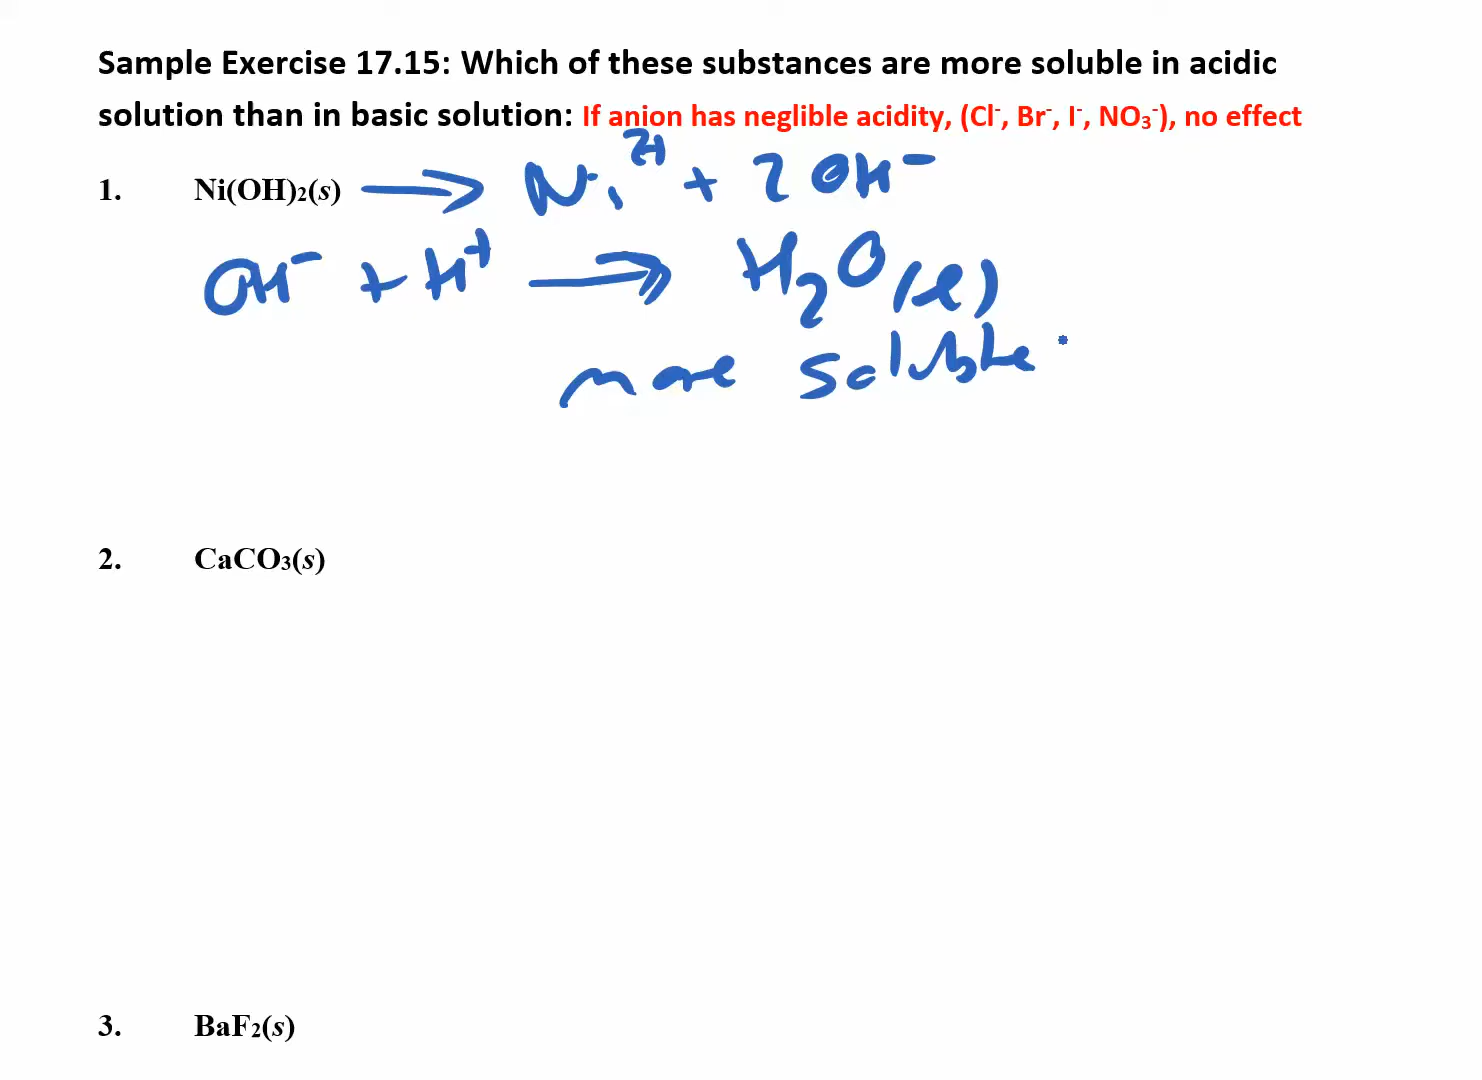 Sample Exercise 17.15: Which of these substances are more soluble in acidic
solution than in basic solution: If anion has neglible acidity, (Cl⁻, Br⁻, I⁻, NO₃⁻), no effect
1. Ni(OH)₂(s) → Ni²⁺ + 2 OH⁻
OH⁻ + H⁺ → H₂O(l)
more soluble.
2. CaCO₃(s)
3. BaF₂(s)